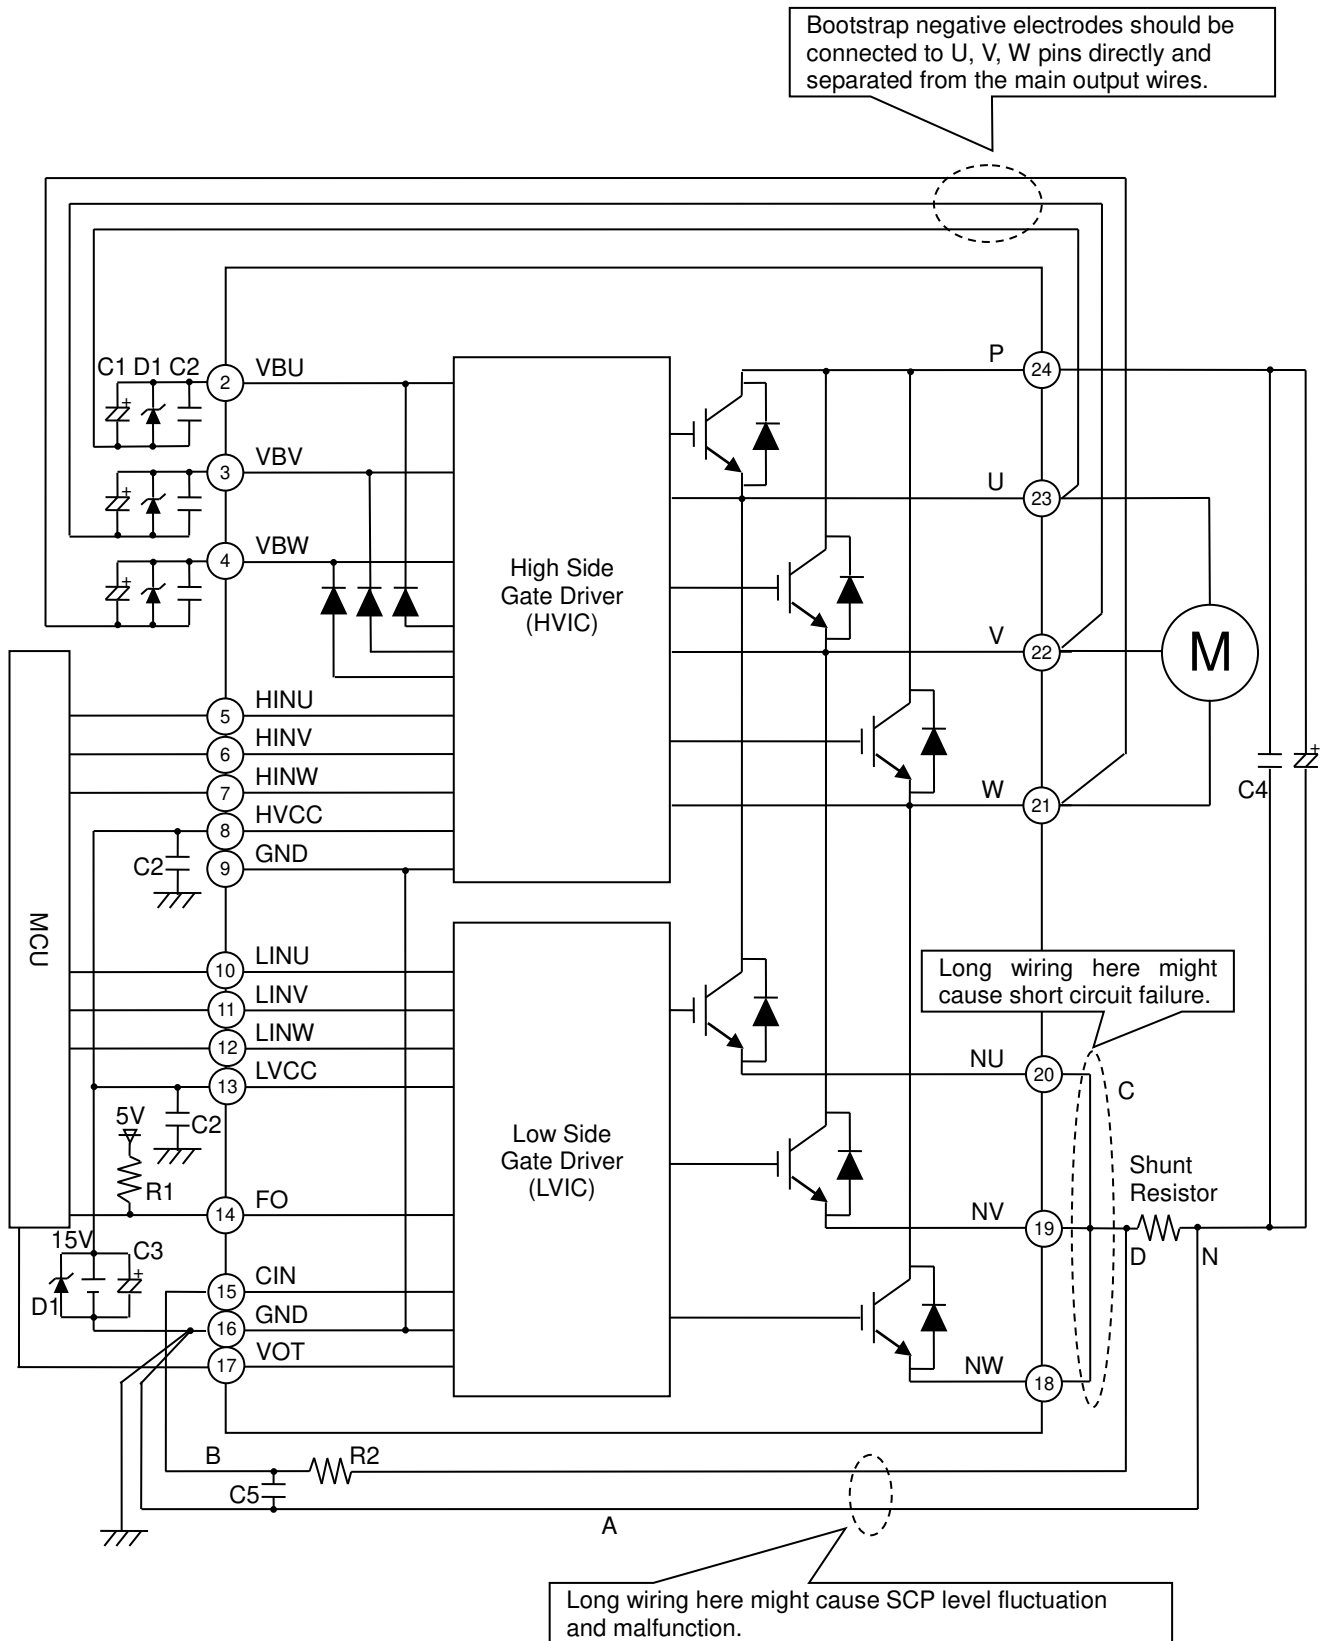 Bootstrap negative electrodes should be
connected to U, V, W pins directly and
separated from the main output wires.
C1 D1 C2
+
2
VBU
P
24
+
3
VBV
U
23
+
4
VBW
High Side
Gate Driver
(HVIC)
V
22
M
5
HINU
6
HINV
7
HINW
W
21
C4
+
8
HVCC
C2
9
GND
MCU
10
LINU
11
LINV
12
LINW
13
LVCC
C2
5V
R1
14
FO
Low Side
Gate Driver
(LVIC)
Long wiring here might
cause short circuit failure.
NU
20
C
Shunt
Resistor
NV
19
D
N
15V
C3
+
D1
15
CIN
16
GND
17
VOT
NW
18
B
R2
C5
A
Long wiring here might cause SCP level fluctuation
and malfunction.